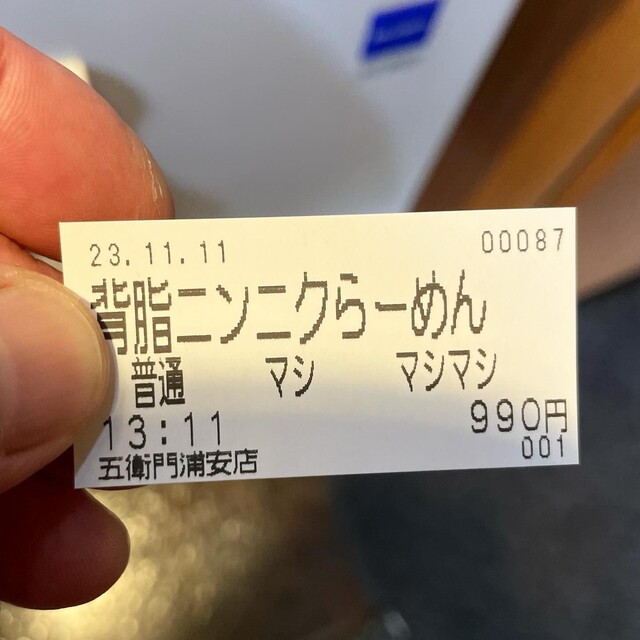 23.11.11 00087
背脂ニンニクらーめん
普通 マシ マシマシ
13:11 990円
001
五衛門浦安店